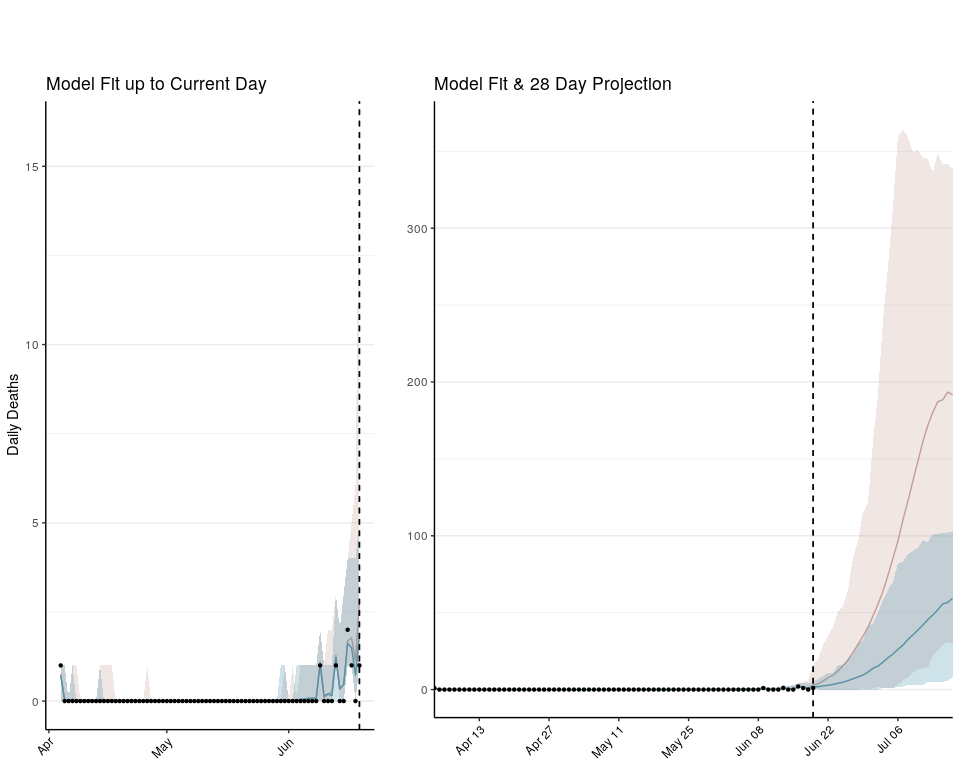 Model Fit up to Current Day
Model Fit & 28 Day Projection
Daily Deaths
15
10
5
0
Apr
May
Jun
300
200
100
0
Apr 13
Apr 27
May 11
May 25
Jun 08
Jun 22
Jul 06